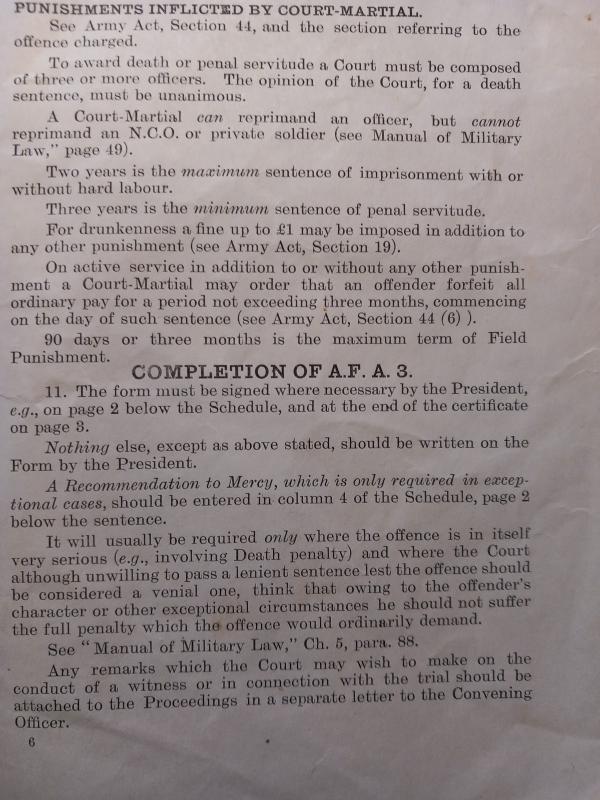 PUNISHMENTS INFLICTED BY COURT-MARTIAL.
See Army Act, Section 44, and the section referring to the
offence charged.
To award death or penal servitude a Court must be composed
of three or more officers. The opinion of the Court, for a death
sentence, must be unanimous.
A Court-Martial can reprimand an officer, but cannot
reprimand an N.C.O. or private soldier (see Manual of Military
Law," page 49).
Two years is the maximum sentence of imprisonment with or
without hard labour.
Three years is the minimum sentence of penal servitude.
For drunkenness a fine up to £1 may be imposed in addition to
any other punishment (see Army Act, Section 19).
On active service in addition to or without any other punish-
ment a Court-Martial may order that an offender forfeit all
ordinary pay for a period not exceeding three months, commencing
on the day of such sentence (see Army Act, Section 44 (6) ).
90 days or three months is the maximum term of Field
Punishment.
COMPLETION OF A.F. A. 3.
11. The form must be signed where necessary by the President,
e.g., on page 2 below the Schedule, and at the end of the certificate
on page 3.
Nothing else, except as above stated, should be written on the
Form by the President.
A Recommendation to Mercy, which is only required in excep-
tional cases, should be entered in column 4 of the Schedule, page 2
below the sentence.
It will usually be required only where the offence is in itself
very serious (e.g., involving Death penalty) and where the Court
although unwilling to pass a lenient sentence lest the offence should
be considered a venial one, think that owing to the offender's
character or other exceptional circumstances he should not suffer
the full penalty which the offence would ordinarily demand.
See "Manual of Military Law," Ch. 5, para. 88.
Any remarks which the Court may wish to make on the
conduct of a witness or in connection with the trial should be
attached to the Proceedings in a separate letter to the Convening
Officer.
6